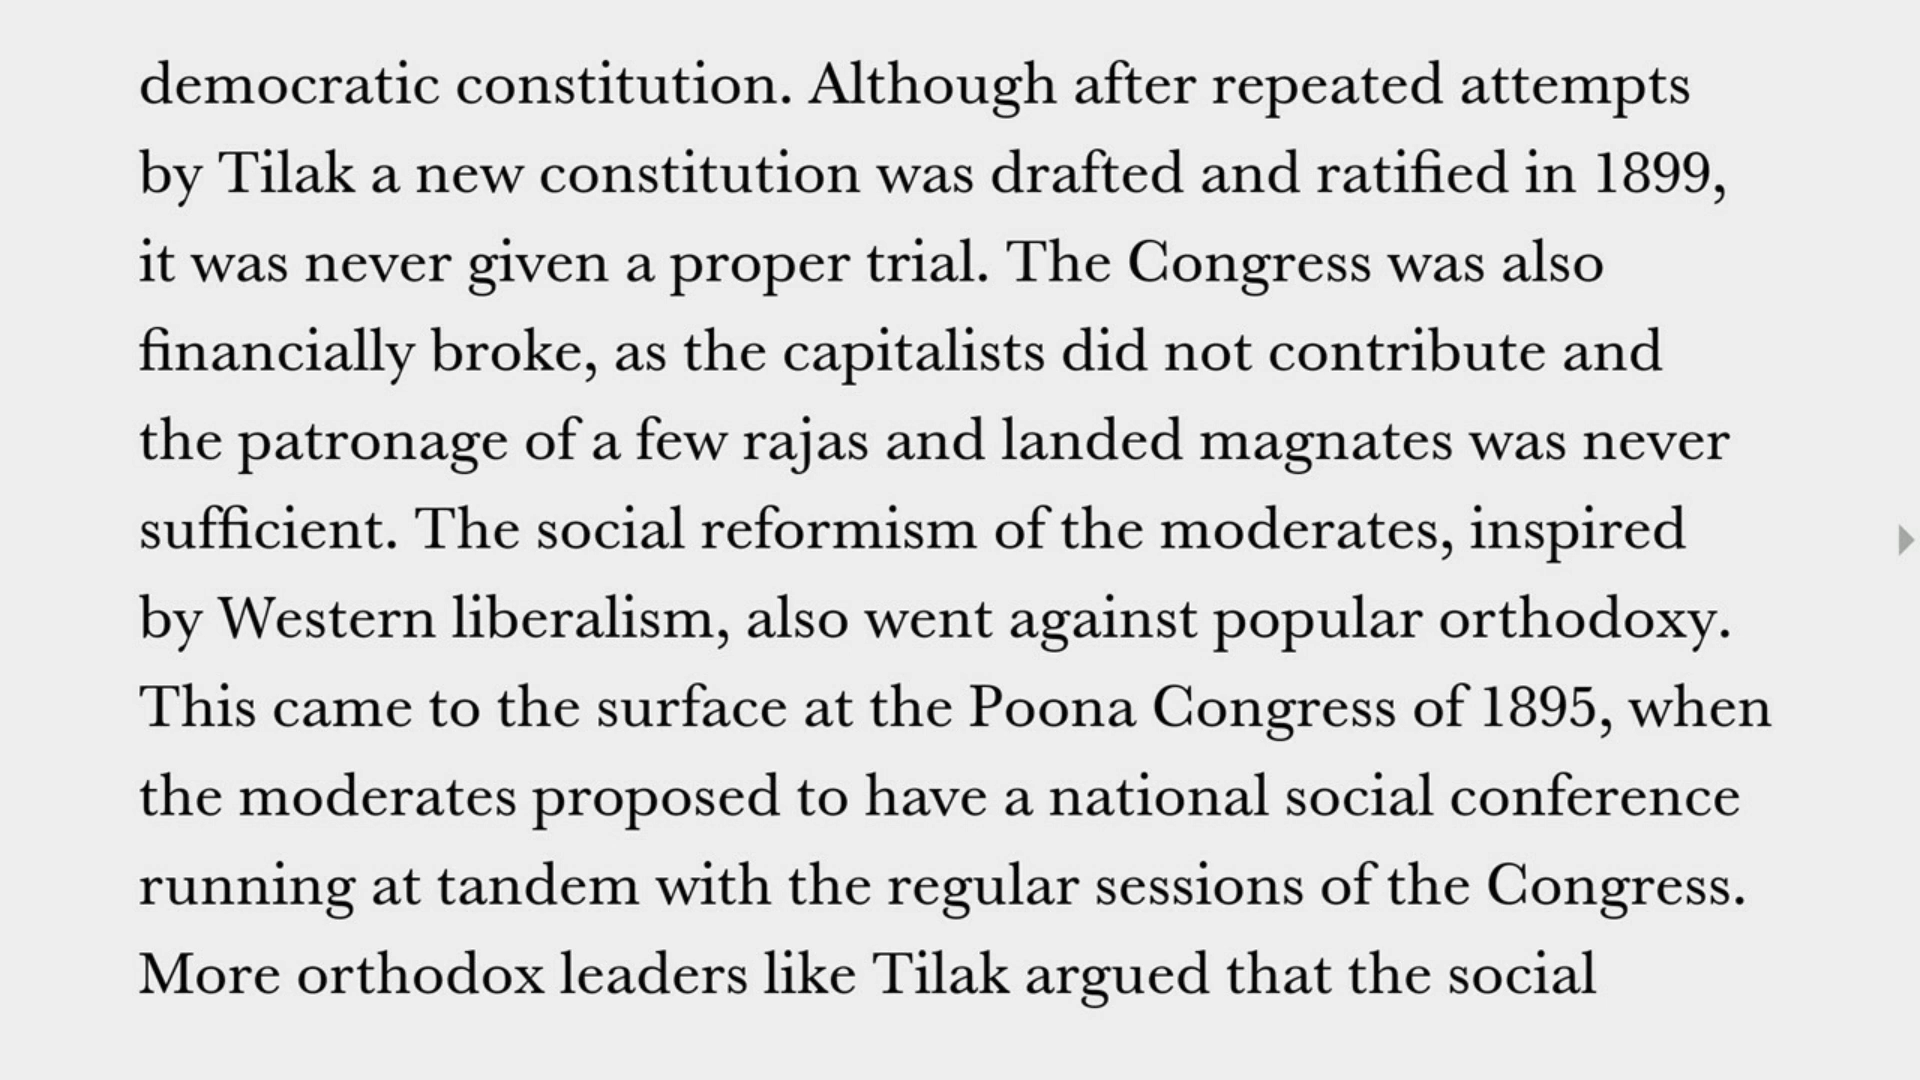 democratic constitution. Although after repeated attempts
by Tilak a new constitution was drafted and ratified in 1899,
it was never given a proper trial. The Congress was also
financially broke, as the capitalists did not contribute and
the patronage of a few rajas and landed magnates was never
sufficient. The social reformism of the moderates, inspired
by Western liberalism, also went against popular orthodoxy.
This came to the surface at the Poona Congress of 1895, when
the moderates proposed to have a national social conference
running at tandem with the regular sessions of the Congress.
More orthodox leaders like Tilak argued that the social